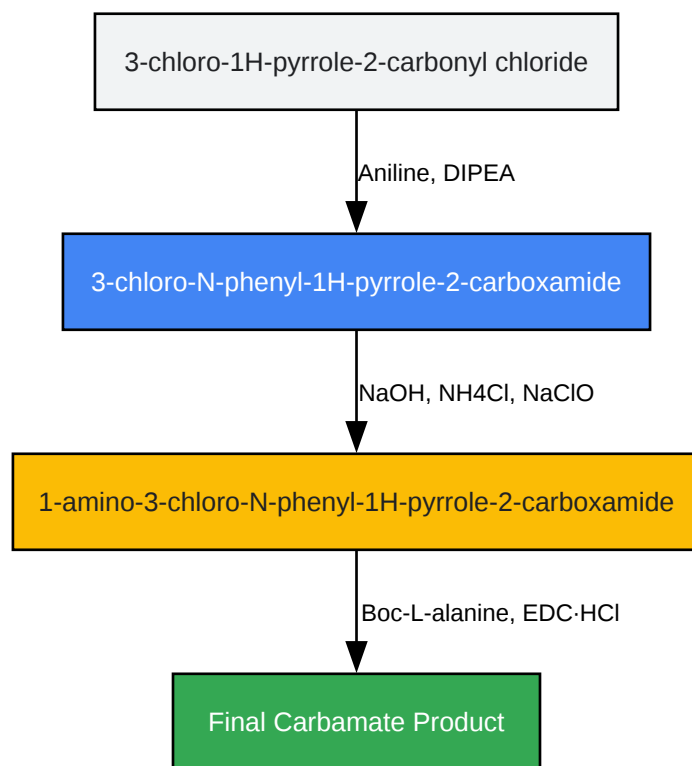 3-chloro-1H-pyrrole-2-carbonyl chloride
Aniline, DIPEA
3-chloro-N-phenyl-1H-pyrrole-2-carboxamide
NaOH, NH4Cl, NaClO
1-amino-3-chloro-N-phenyl-1H-pyrrole-2-carboxamide
Boc-L-alanine, EDC·HCl
Final Carbamate Product